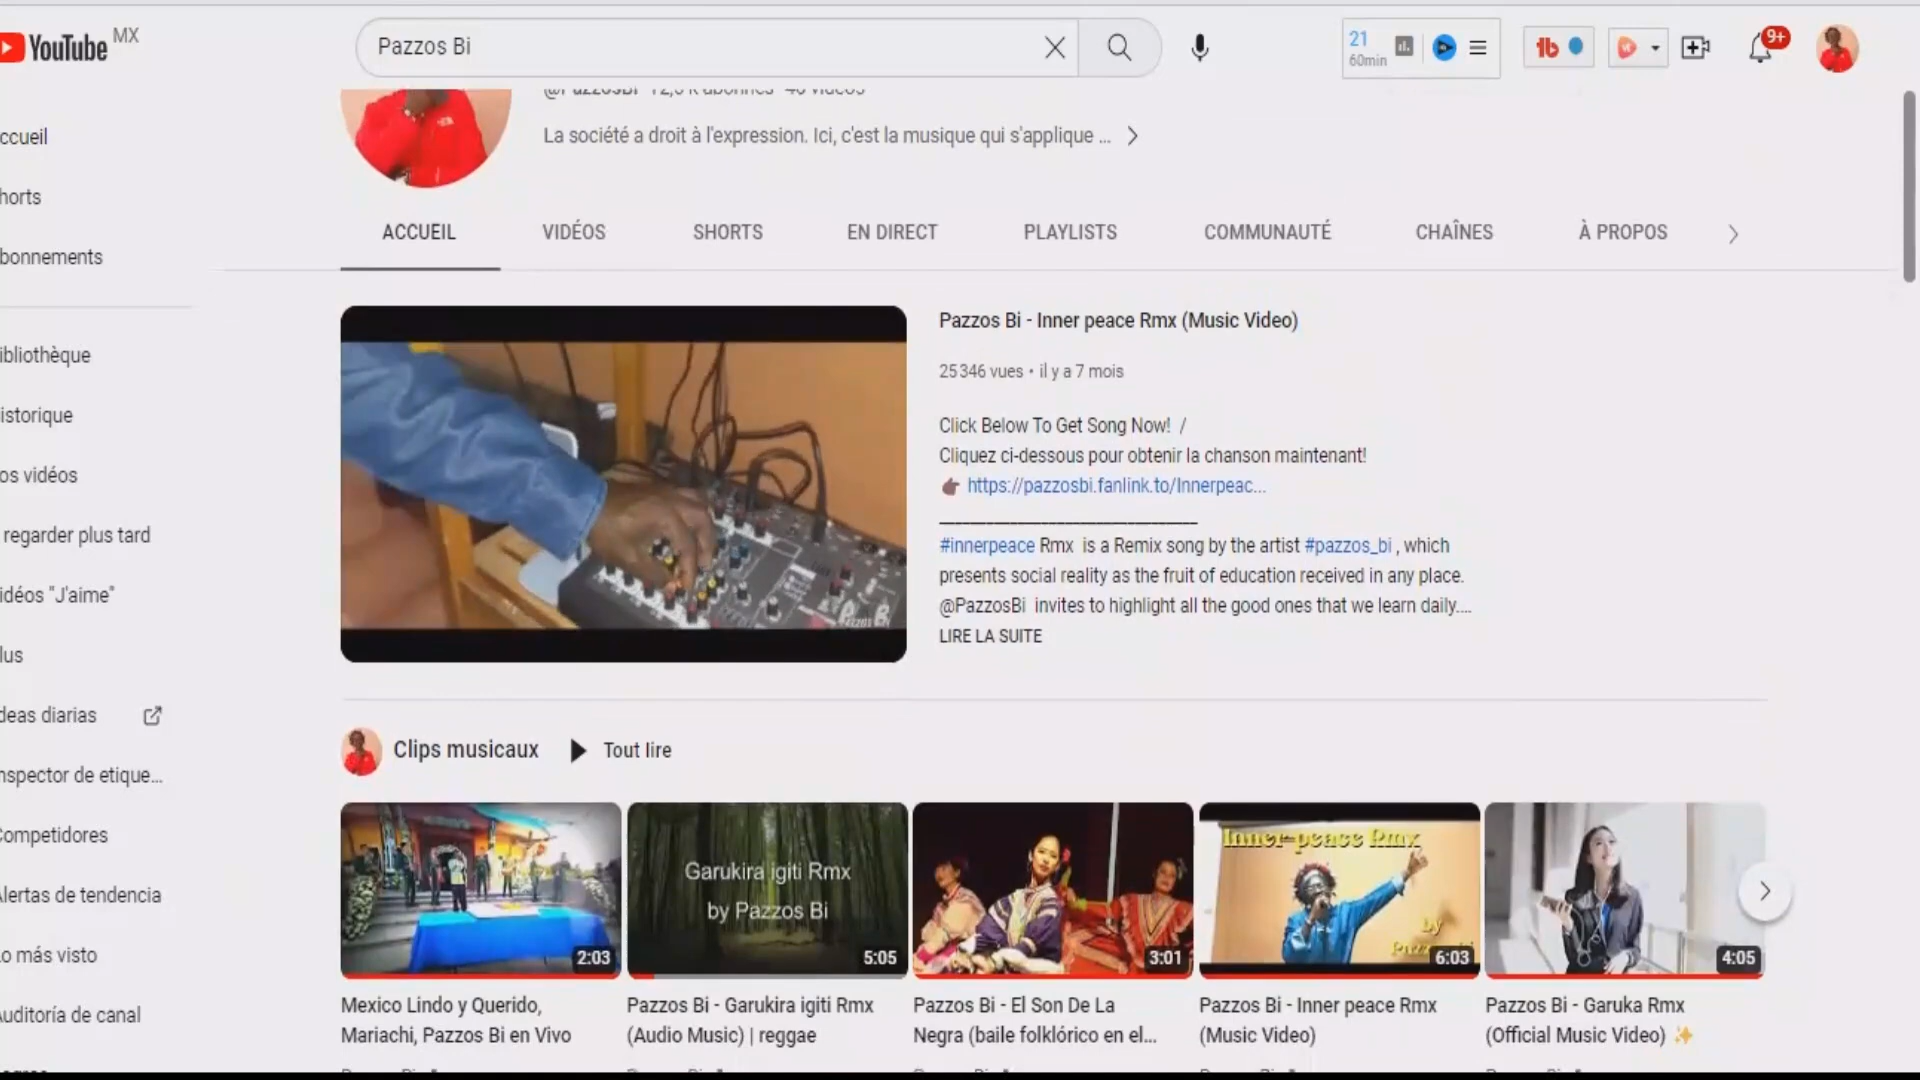 YouTube MX
Pazzos Bi
21
60min
9+
@PazzosBi 12,6 k abonnés 46 vidéos
La société a droit à l'expression. Ici, c'est la musique qui s'applique ...
ACCUEIL VIDÉOS SHORTS EN DIRECT PLAYLISTS COMMUNAUTÉ CHAÎNES À PROPOS
ccueil
horts
bonnements
ibliothèque
istorique
os vidéos
regarder plus tard
idéos "J'aime"
lus
deas diarias
nspector de etique...
Competidores
Alertas de tendencia
Lo más visto
Auditoría de canal
Pazzos Bi - Inner peace Rmx (Music Video)
25 346 vues • il y a 7 mois
Click Below To Get Song Now! /
Cliquez ci-dessous pour obtenir la chanson maintenant!
https://pazzosbi.fanlink.to/Innerpeac...
#innerpeace Rmx is a Remix song by the artist #pazzos_bi , which
presents social reality as the fruit of education received in any place.
@PazzosBi invites to highlight all the good ones that we learn daily....
LIRE LA SUITE
Clips musicaux Tout lire
2:03
Garukira igiti Rmx
by Pazzos Bi
5:05
3:01
Inner-peace Rmx
by
6:03
4:05
Mexico Lindo y Querido,
Mariachi, Pazzos Bi en Vivo
Pazzos Bi - Garukira igiti Rmx
(Audio Music) | reggae
Pazzos Bi - El Son De La
Negra (baile folklórico en el...
Pazzos Bi - Inner peace Rmx
(Music Video)
Pazzos Bi - Garuka Rmx
(Official Music Video)